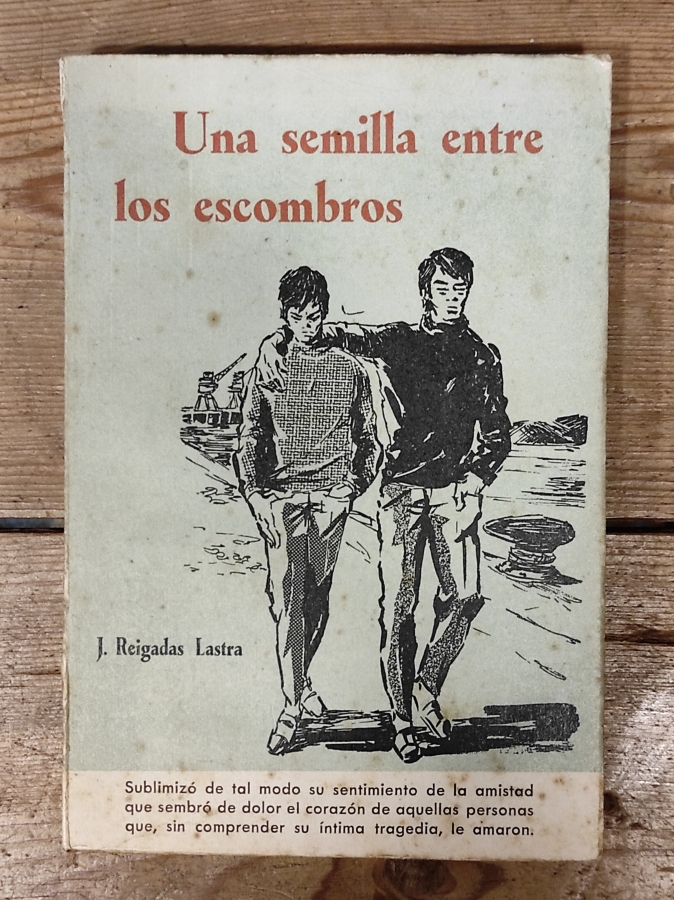 Una semilla entre
los escombros
J. Reigadas Lastra
Sublimizó de tal modo su sentimiento de la amistad
que sembró de dolor el corazón de aquellas personas
que, sin comprender su íntima tragedia, le amaron.